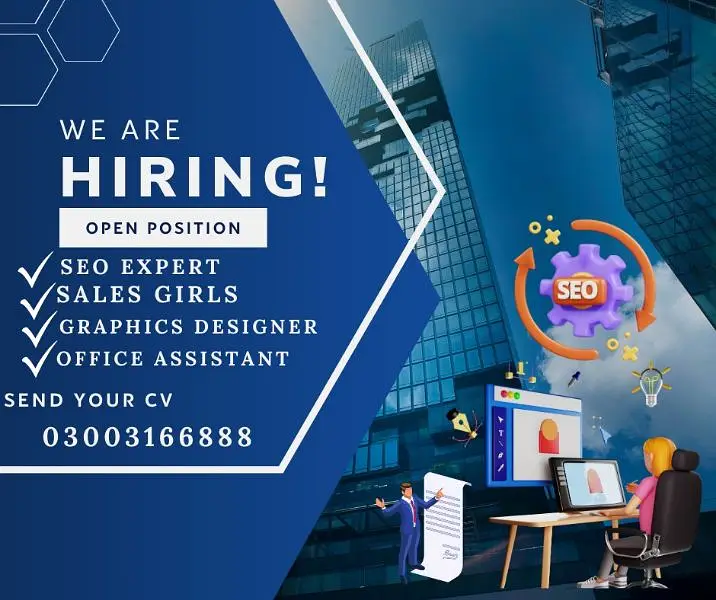 WE ARE
HIRING!
OPEN POSITION
SEO EXPERT
SALES GIRLS
GRAPHICS DESIGNER
OFFICE ASSISTANT
SEND YOUR CV
03003166888
SEO